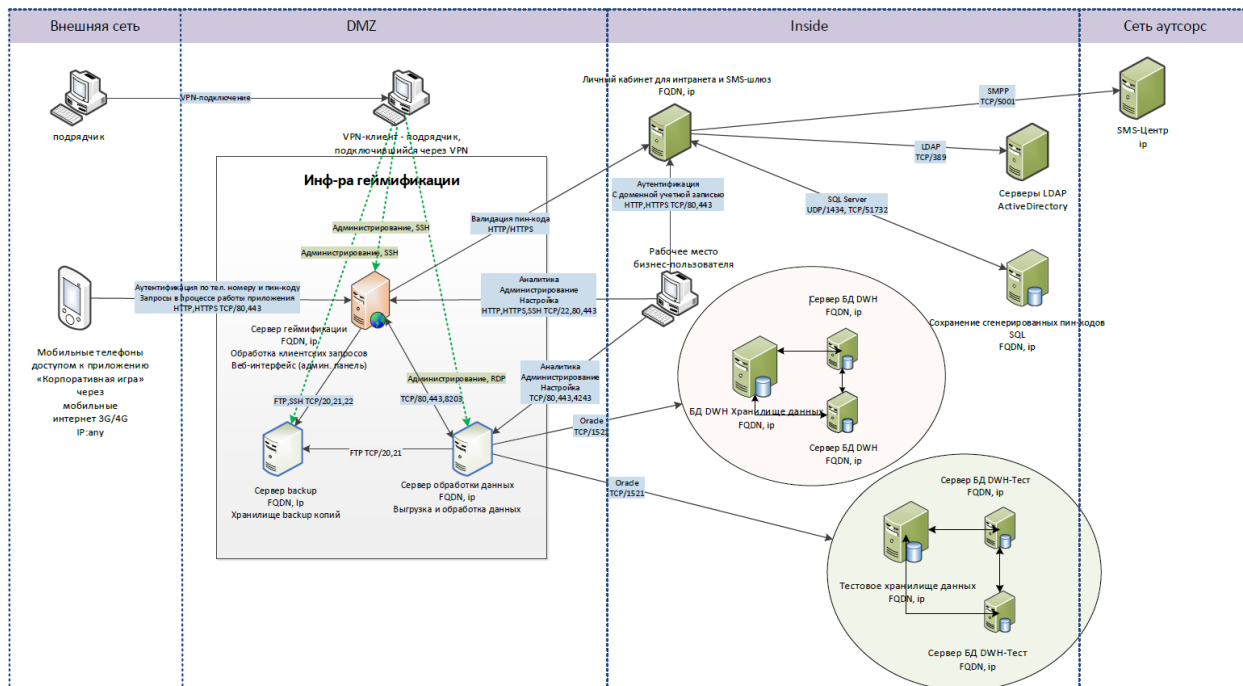 Внешняя сеть
DMZ
Inside
Сеть аутсорс
подрядчик
VPN-подключение
VPN-клиент - подрядчик,
подключившийся через VPN
Личный кабинет для интранета и SMS-шлюз
FQDN, ip
SMPP
TCP/5001
SMS-Центр
ip
LDAP
TCP/389
Серверы LDAP
ActiveDirectory
Инф-ра геймификации
Аутентификация
С доменной учетной записью
HTTP,HTTPS TCP/80,443
SQL Server
UDP/1434, TCP/51732
Валидация пин-кода
HTTP/HTTPS
Администрирование, SSH
Администрирование, SSH
Рабочее место
бизнес-пользователя
Аутентификация по тел. номеру и пин-коду
Запросы в процессе работы приложения
HTTP,HTTPS TCP/80,443
Аналитика
Администрирование
Настройка
HTTP,HTTPS,SSH TCP/22,80,443
Сохранение сгенерированных пин-кодов
SQL
FQDN, ip
Сервер БД DWH
FQDN, ip
Сервер геймификации
FQDN, ip
Обработка клиентских запросов
Веб-интерфейс (админ. панель)
Мобильные телефоны
доступом к приложению
«Корпоративная игра»
через
мобильные
интернет 3G/4G
IP:any
Администрирование, RDP
Аналитика
Администрирование
Настройка
TCP/80,443,4243
FTP,SSH TCP/20,21,22
TCP/80,443,8203
БД DWH Хранилище данных
FQDN, ip
Oracle
TCP/1521
Сервер БД DWH
FQDN, ip
FTP TCP/20,21
Сервер backup
FQDN, ip
Хранилище backup копий
Сервер обработки данных
FQDN, ip
Выгрузка и обработка данных
Oracle
TCP/1521
Сервер БД DWH-Тест
FQDN, ip
Тестовое хранилище данных
FQDN, ip
Сервер БД DWH-Тест
FQDN, ip